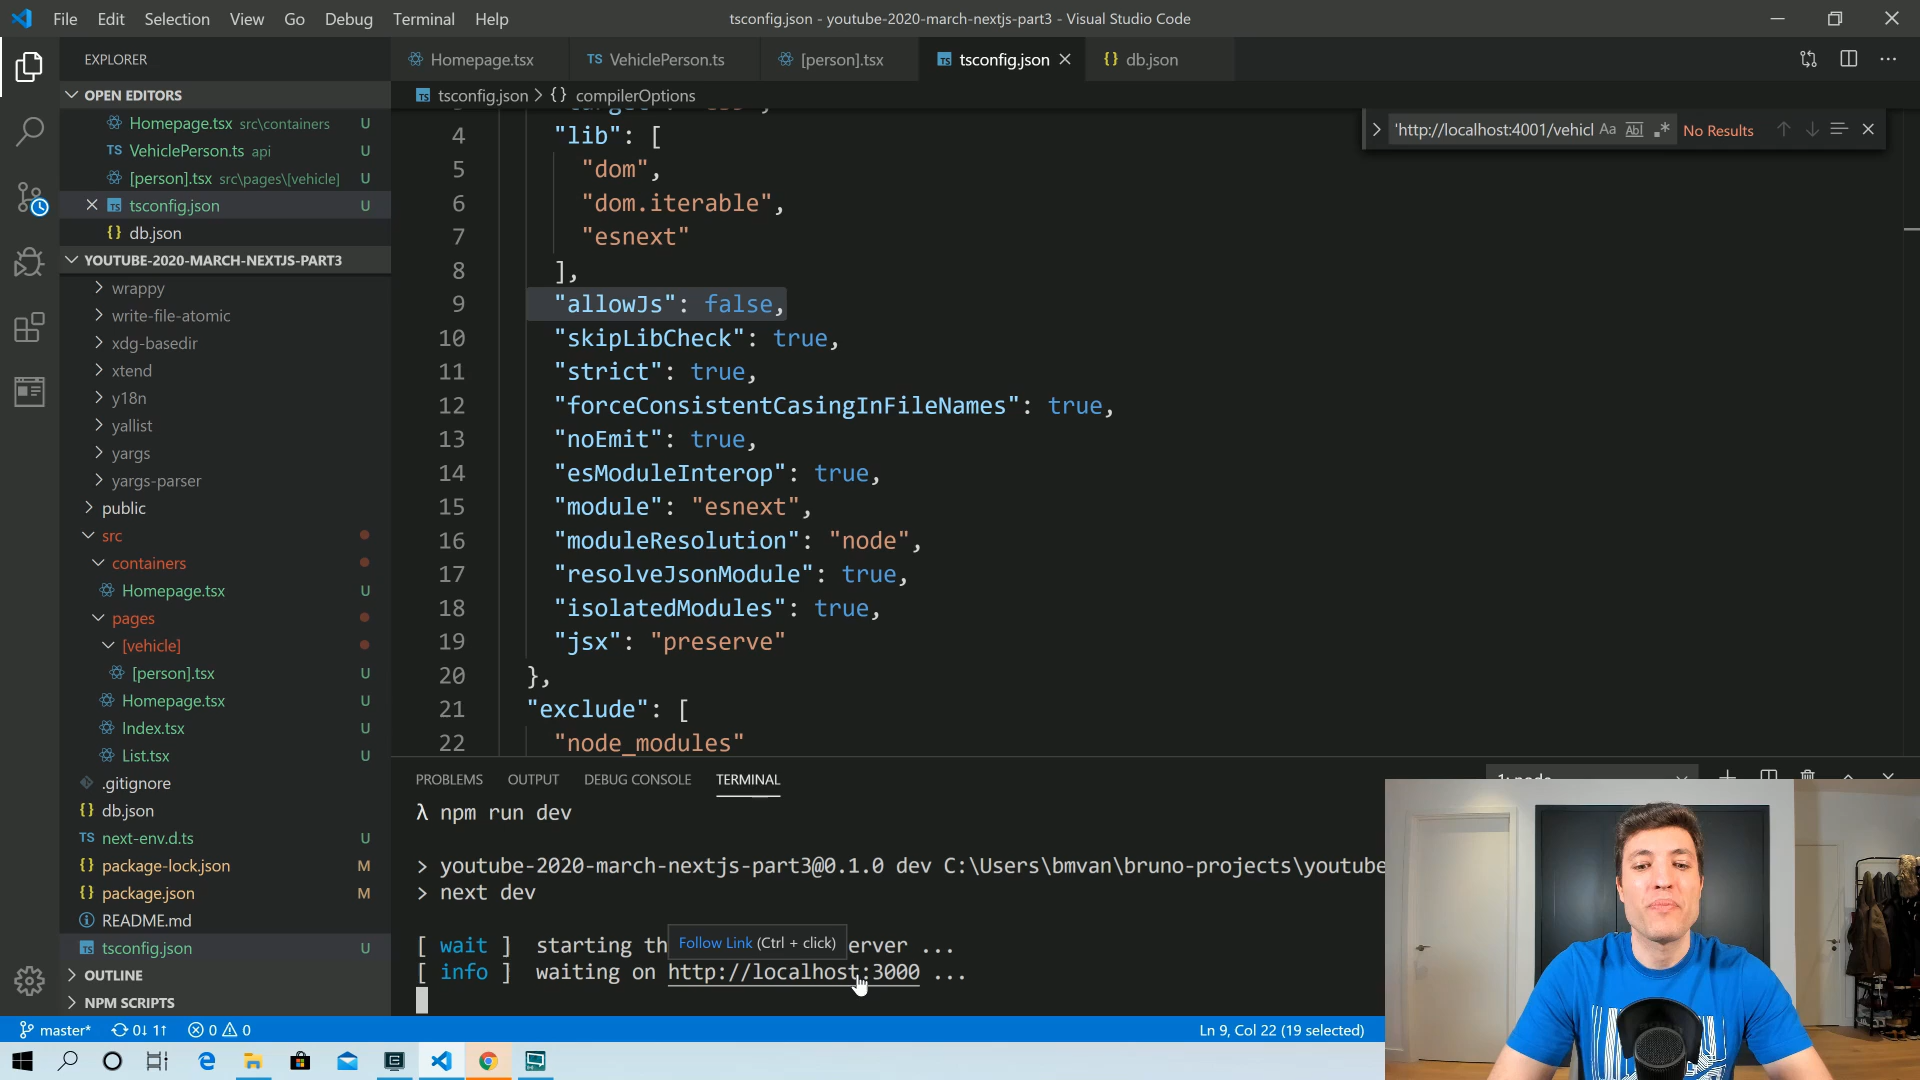 File Edit Selection View Go Debug Terminal Help
tsconfig.json - youtube-2020-march-nextjs-part3 - Visual Studio Code
EXPLORER
OPEN EDITORS
Homepage.tsx src\containers U
TS VehiclePerson.ts api U
[person].tsx src\pages\[vehicle] U
tsconfig.json U
{} db.json
YOUTUBE-2020-MARCH-NEXTJS-PART3
wrappy
write-file-atomic
xdg-basedir
xtend
y18n
yallist
yargs
yargs-parser
public
src
containers
Homepage.tsx U
pages
[vehicle]
[person].tsx U
Homepage.tsx U
Index.tsx U
List.tsx U
.gitignore
{} db.json
TS next-env.d.ts U
{} package-lock.json M
{} package.json M
README.md
tsconfig.json U
OUTLINE
NPM SCRIPTS
Homepage.tsx TS VehiclePerson.ts [person].tsx tsconfig.json {} db.json
tsconfig.json > {} compilerOptions
'http://localhost:4001/vehicl Aa Abl .* No Results
4 "lib": [
5 "dom",
6 "dom.iterable",
7 "esnext"
8 ],
9 "allowJs": false,
10 "skipLibCheck": true,
11 "strict": true,
12 "forceConsistentCasingInFileNames": true,
13 "noEmit": true,
14 "esModuleInterop": true,
15 "module": "esnext",
16 "moduleResolution": "node",
17 "resolveJsonModule": true,
18 "isolatedModules": true,
19 "jsx": "preserve"
20 },
21 "exclude": [
22 "node_modules"
PROBLEMS OUTPUT DEBUG CONSOLE TERMINAL
λ npm run dev
> youtube-2020-march-nextjs-part3@0.1.0 dev C:\Users\bmvan\bruno-projects\youtube
> next dev
Follow Link (Ctrl + click)
[ wait ] starting th erver ...
[ info ] waiting on http://localhost:3000 ...
master* 0↓ 1↑ 0 0
Ln 9, Col 22 (19 selected)